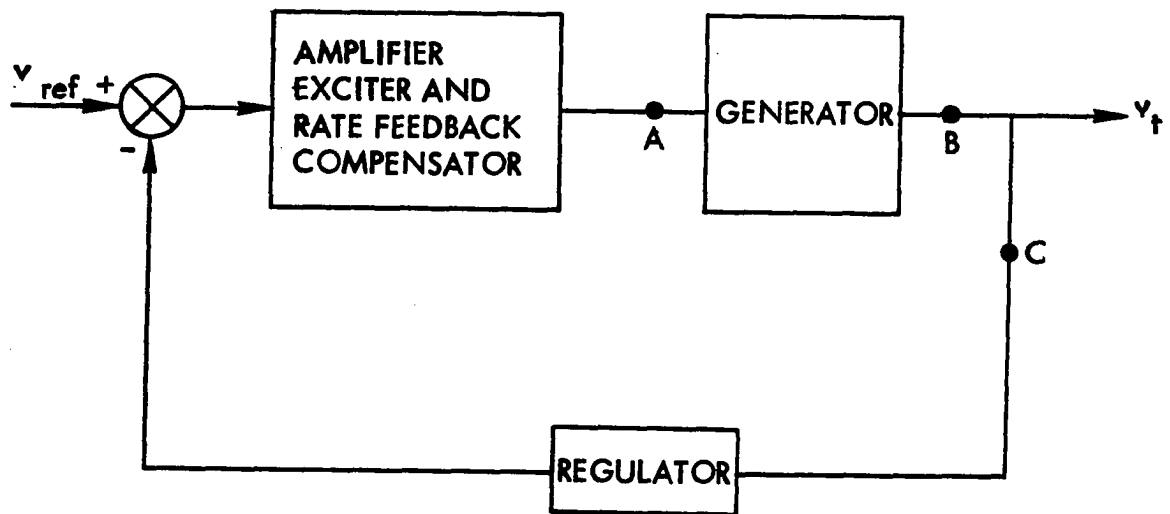 v ref +
-
AMPLIFIER
EXCITER AND
RATE FEEDBACK
COMPENSATOR
A
GENERATOR
B
v t
C
REGULATOR